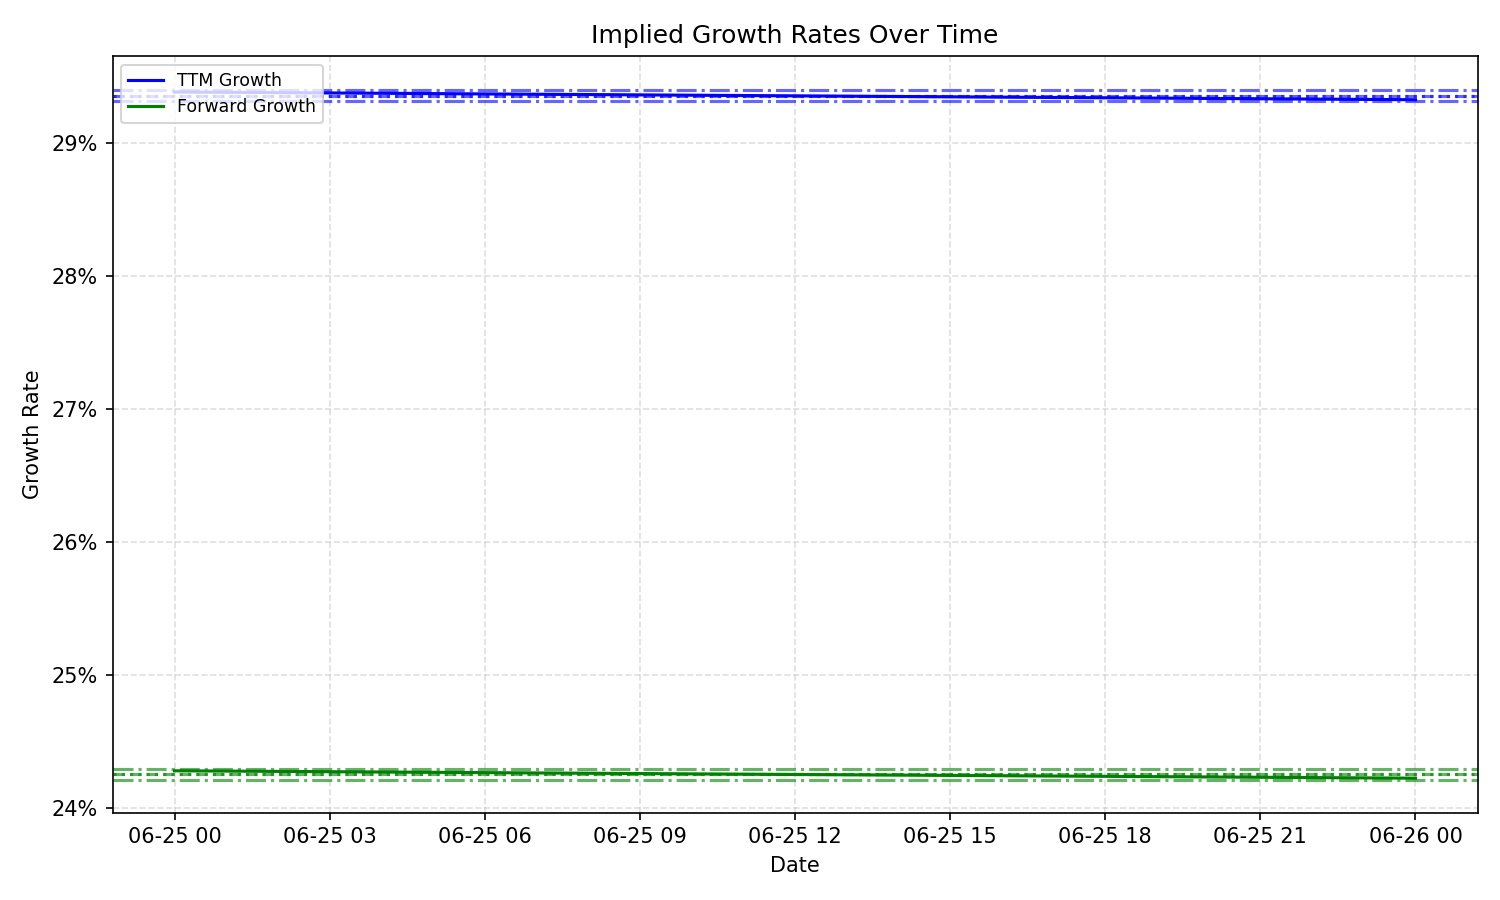 Implied Growth Rates Over Time
TTM Growth
Forward Growth
29%
28%
27%
26%
25%
24%
Growth Rate
06-25 00 06-25 03 06-25 06 06-25 09 06-25 12 06-25 15 06-25 18 06-25 21 06-26 00
Date